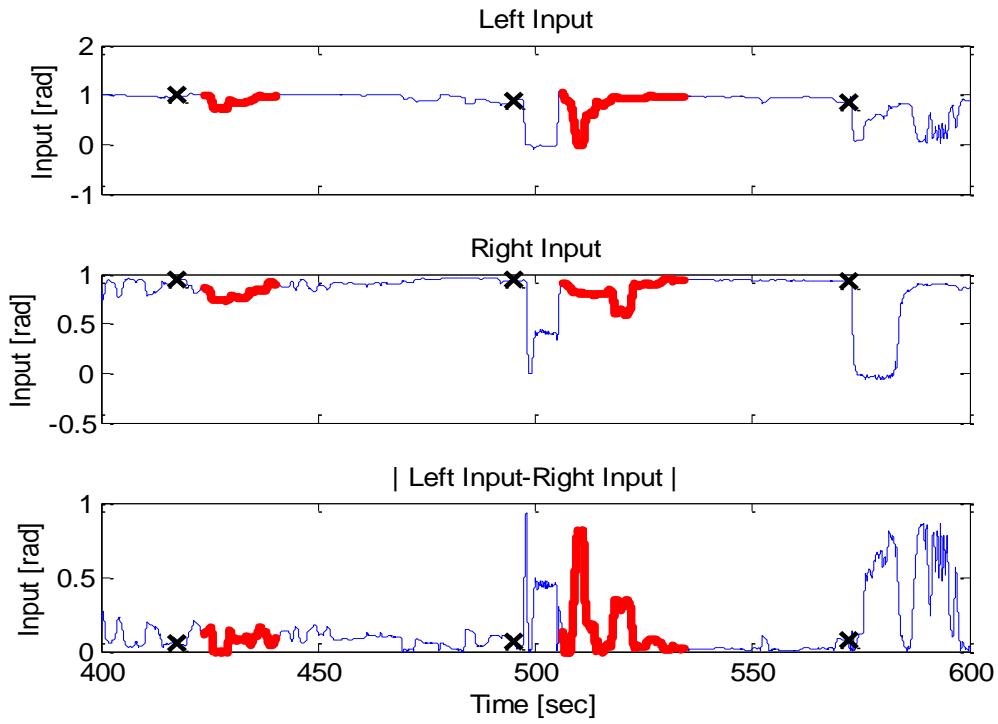 Left Input
2
1
0
-1
Input [rad]
Right Input
1
0.5
0
-0.5
Input [rad]
| Left Input-Right Input |
1
0.5
0
Input [rad]
400 450 500 550 600
Time [sec]